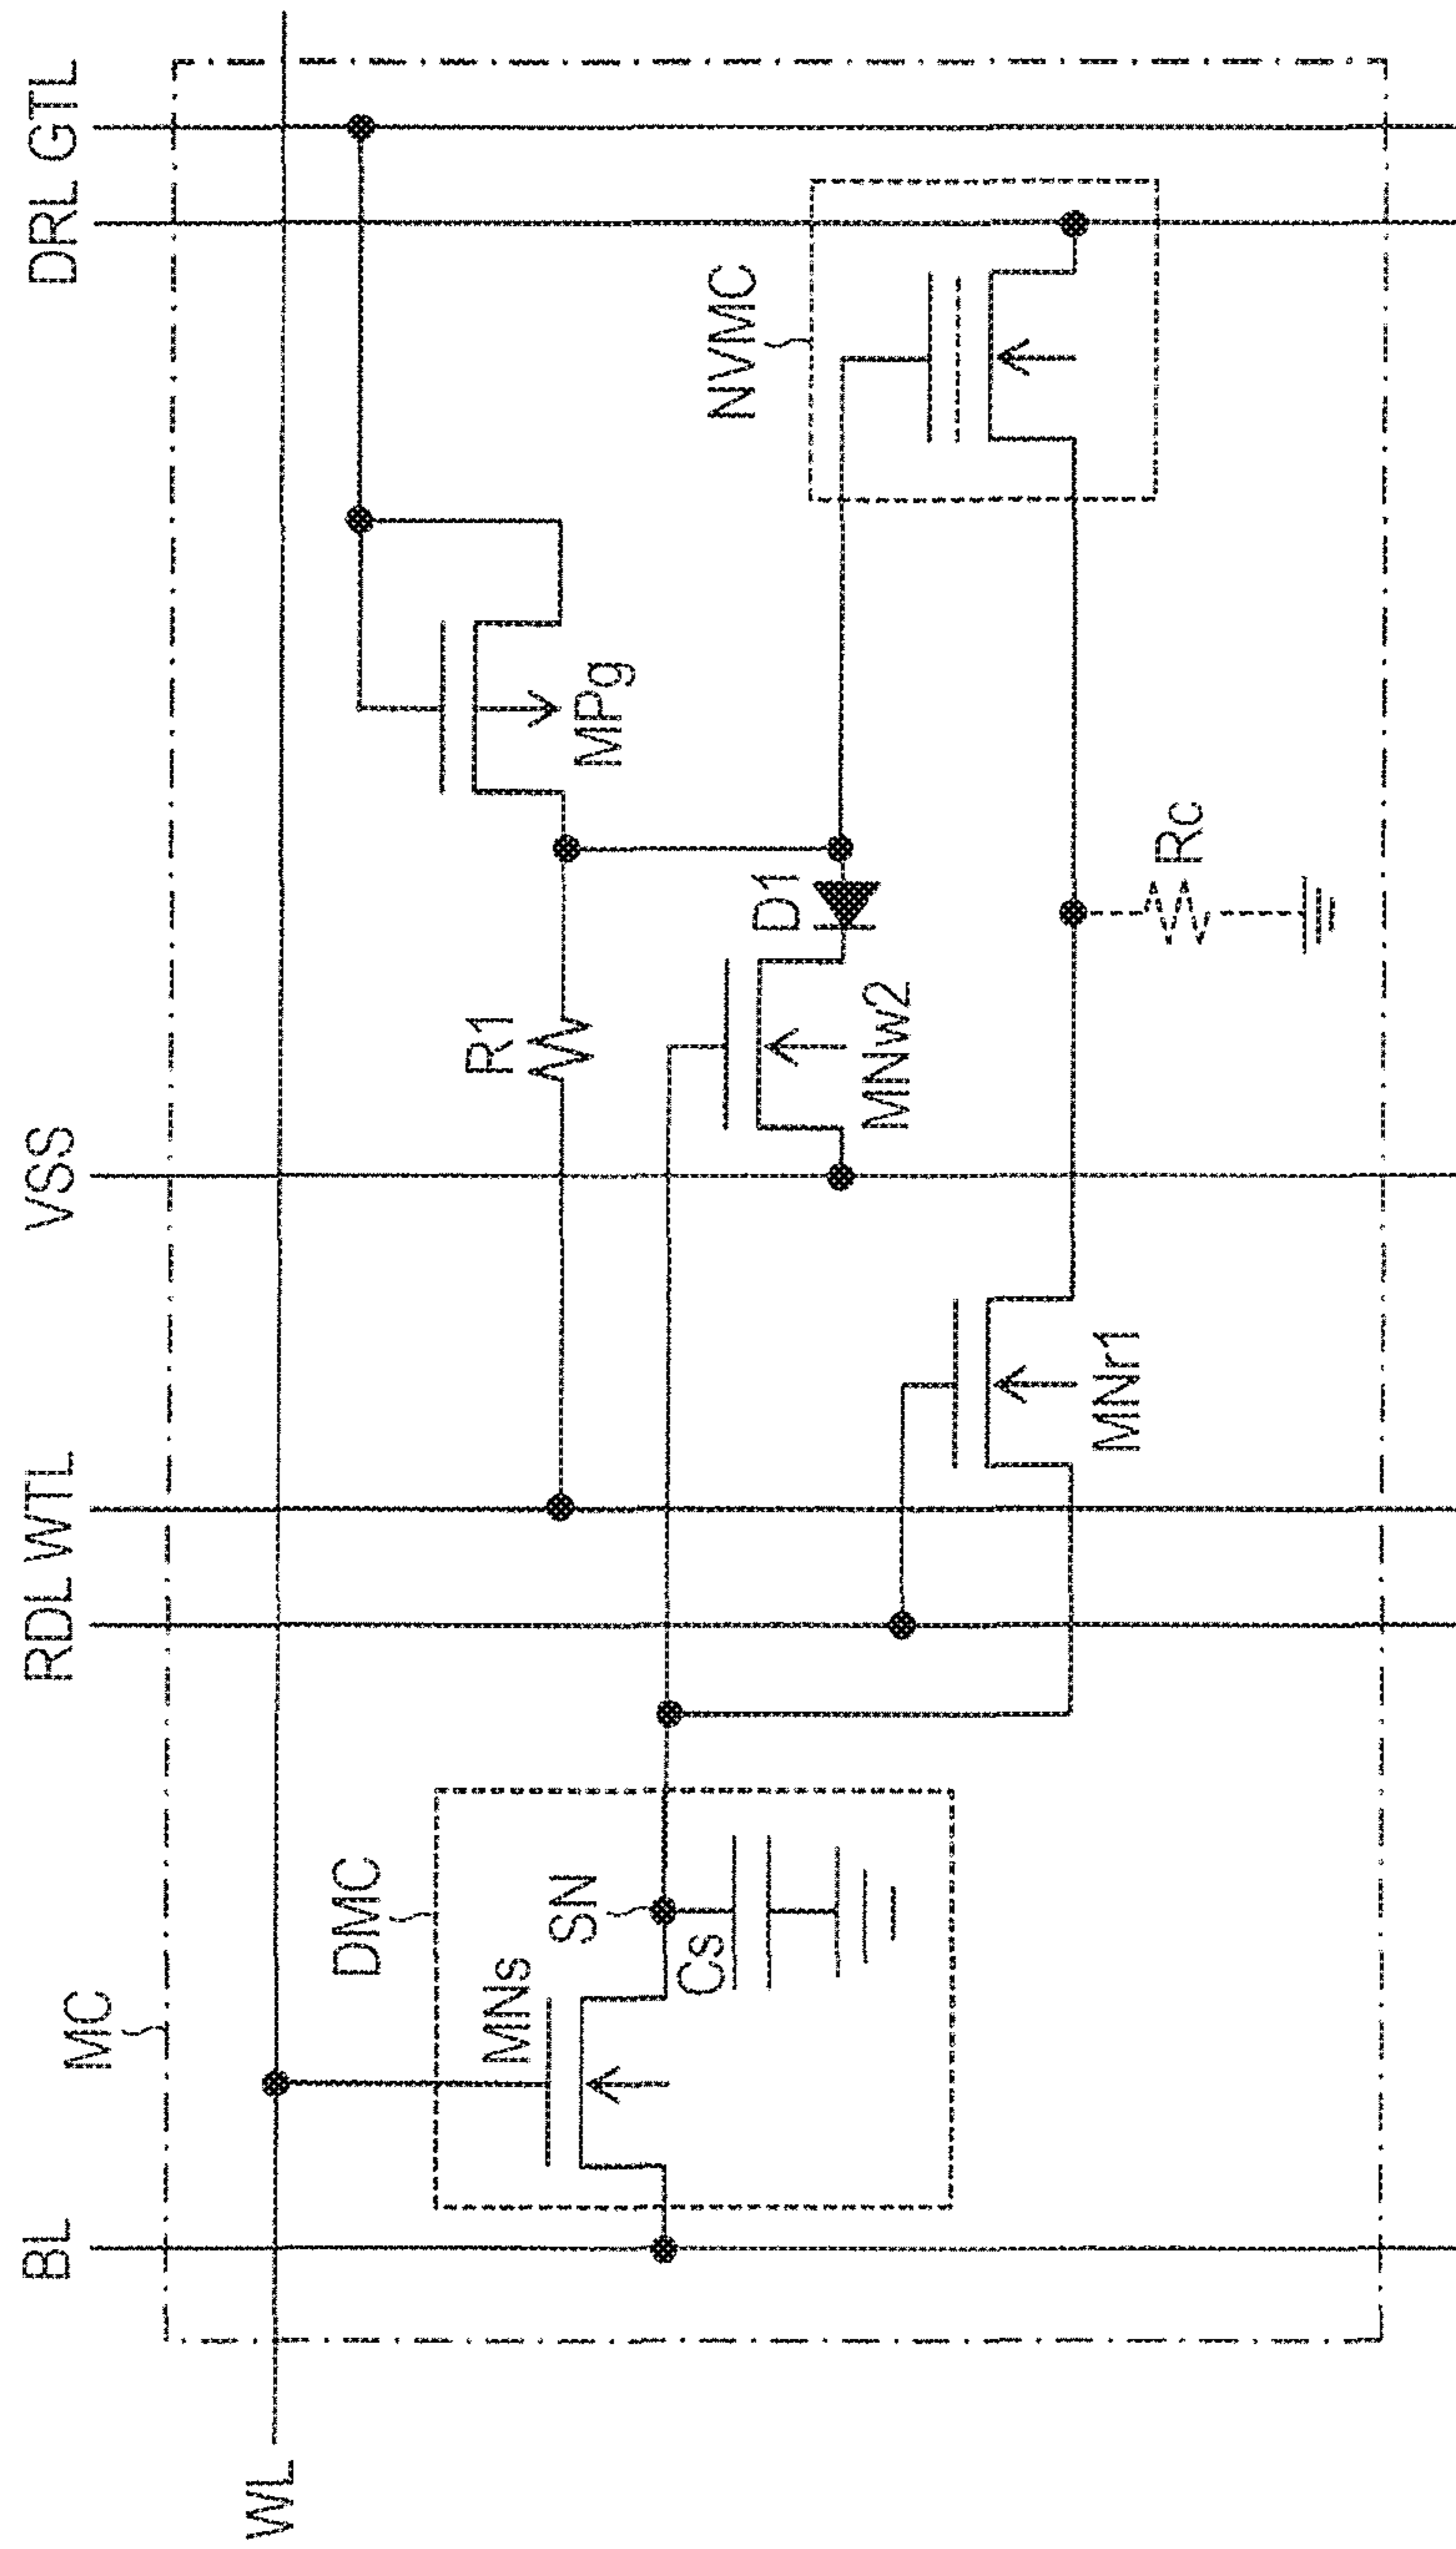 BL
RDL WTL
VSS
DRL GTL
MC
WL
DMC
MNs
SN
Cs
R1
MPg
D1
MNw2
NVMC
MNr1
Rc